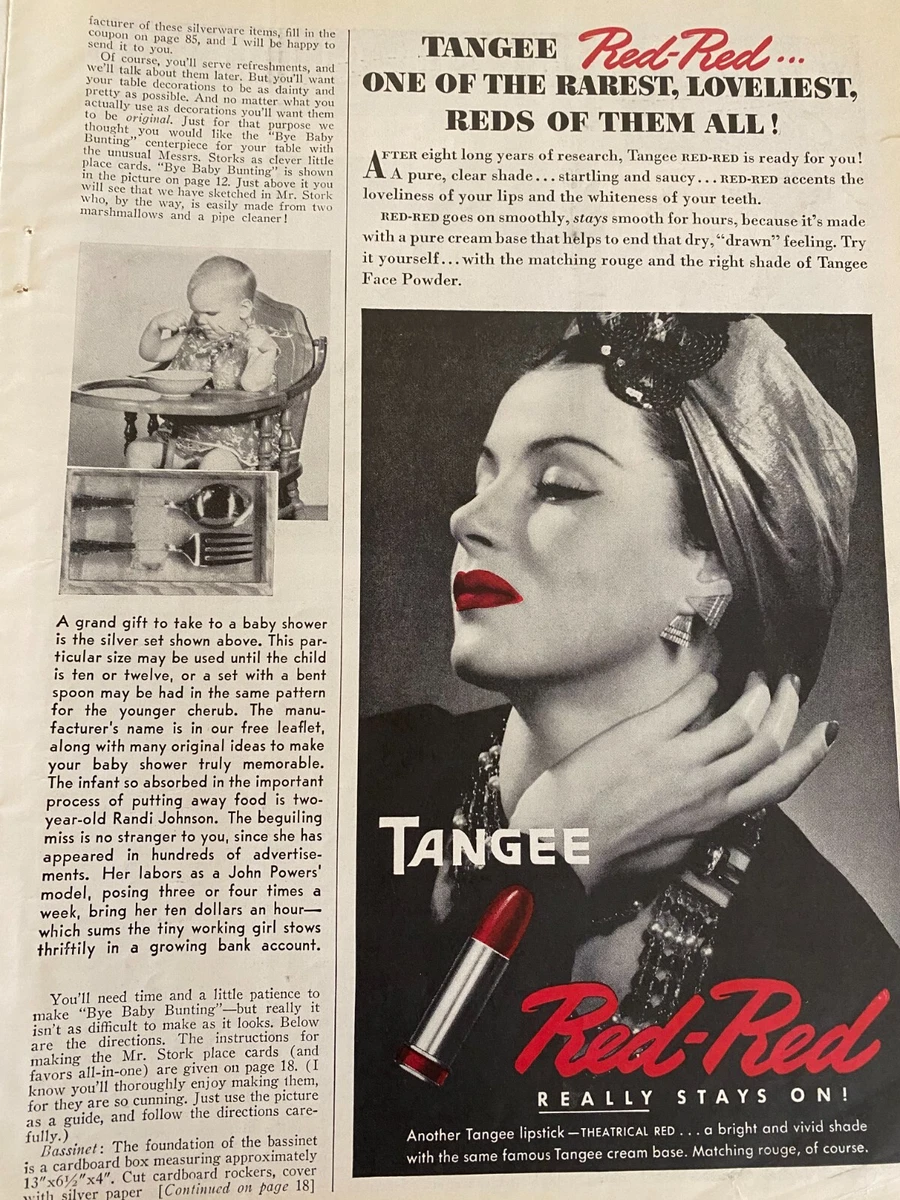 facturer of these silverware items, fill in the
coupon on page 85, and I will be happy to
send it to you.
Of course, you'll serve refreshments, and
we'll talk about them later. But you'll want
your table decorations to be as dainty and
pretty as possible. And no matter what you
actually use as decorations you'll want them
to be original. Just for that purpose we
thought you would like the "Bye Baby
Bunting" centerpiece for your table with
the unusual Messrs. Storks as clever little
place cards. "Bye Baby Bunting" is shown
in the picture on page 12. Just above it you
will see that we have sketched in Mr. Stork
who, by the way, is easily made from two
marshmallows and a pipe cleaner!
A grand gift to take to a baby shower
is the silver set shown above. This par-
ticular size may be used until the child
is ten or twelve, or a set with a bent
spoon may be had in the same pattern
for the younger cherub. The manu-
facturer's name is in our free leaflet,
along with many original ideas to make
your baby shower truly memorable.
The infant so absorbed in the important
process of putting away food is two-
year-old Randi Johnson. The beguiling
miss is no stranger to you, since she has
appeared in hundreds of advertise-
ments. Her labors as a John Powers'
model, posing three or four times a
week, bring her ten dollars an hour—
which sums the tiny working girl stows
thriftily in a growing bank account.
You'll need time and a little patience to
make "Bye Baby Bunting"—but really it
isn't as difficult to make as it looks. Below
are the directions. The instructions for
making the Mr. Stork place cards (and
favors all-in-one) are given on page 18. (I
know you'll thoroughly enjoy making them,
for they are so cunning. Just use the picture
as a guide, and follow the directions care-
fully.)
Bassinet: The foundation of the bassinet
is a cardboard box measuring approximately
13"x6½"x4". Cut cardboard rockers, cover
with silver paper [Continued on page 18]
TANGEE Red-Red...
ONE OF THE RAREST, LOVELIEST,
REDS OF THEM ALL!
AFTER eight long years of research, Tangee RED-RED is ready for you!
A pure, clear shade...startling and saucy...RED-RED accents the
loveliness of your lips and the whiteness of your teeth.
RED-RED goes on smoothly, stays smooth for hours, because it's made
with a pure cream base that helps to end that dry, "drawn" feeling. Try
it yourself...with the matching rouge and the right shade of Tangee
Face Powder.
TANGEE
Red-Red
REALLY STAYS ON!
Another Tangee lipstick—THEATRICAL RED...a bright and vivid shade
with the same famous Tangee cream base. Matching rouge, of course.